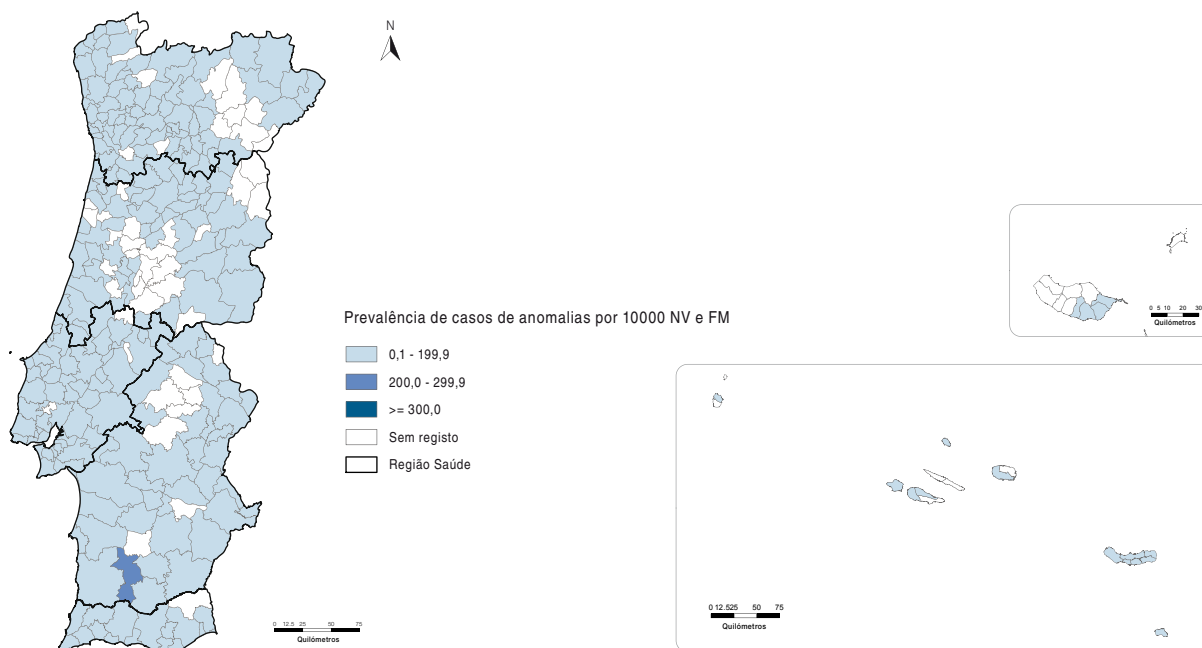 N
Prevalência de casos de anomalias por 10000 NV e FM
0,1 - 199,9
200,0 - 299,9
>= 300,0
Sem registo
Região Saúde
0 12.5 25 50 75
Quilómetros
0 5 10 20 30
Quilómetros
0 12.525 50 75
Quilómetros